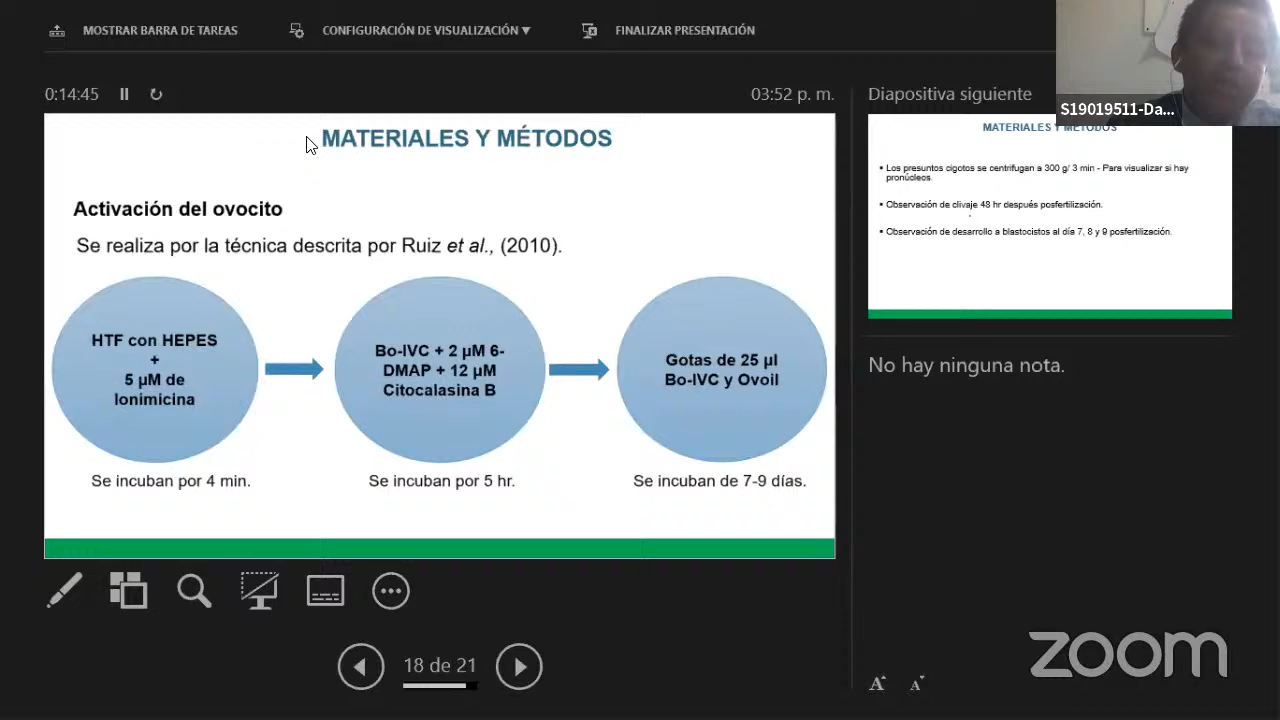 MOSTRAR BARRA DE TAREAS
CONFIGURACIÓN DE VISUALIZACIÓN ▼
FINALIZAR PRESENTACIÓN
0:14:45
03:52 p. m.
MATERIALES Y MÉTODOS
Activación del ovocito
Se realiza por la técnica descrita por Ruiz et al., (2010).
HTF con HEPES
+
5 µM de
Ionimicina
Se incuban por 4 min.
Bo-IVC + 2 µM 6-
DMAP + 12 µM
Citocalasina B
Se incuban por 5 hr.
Gotas de 25 µl
Bo-IVC y Ovoil
Se incuban de 7-9 días.
18 de 21
Diapositiva siguiente
S19019511-Da...
MATERIALES Y MÉTODOS
▪ Los presuntos cigotos se centrifugan a 300 g/ 3 min - Para visualizar si hay
pronúcleos.
▪ Observación de clivaje 48 hr después posfertilización.
▪ Observación de desarrollo a blastocistos al día 7, 8 y 9 posfertilización.
No hay ninguna nota.
A A
zoom